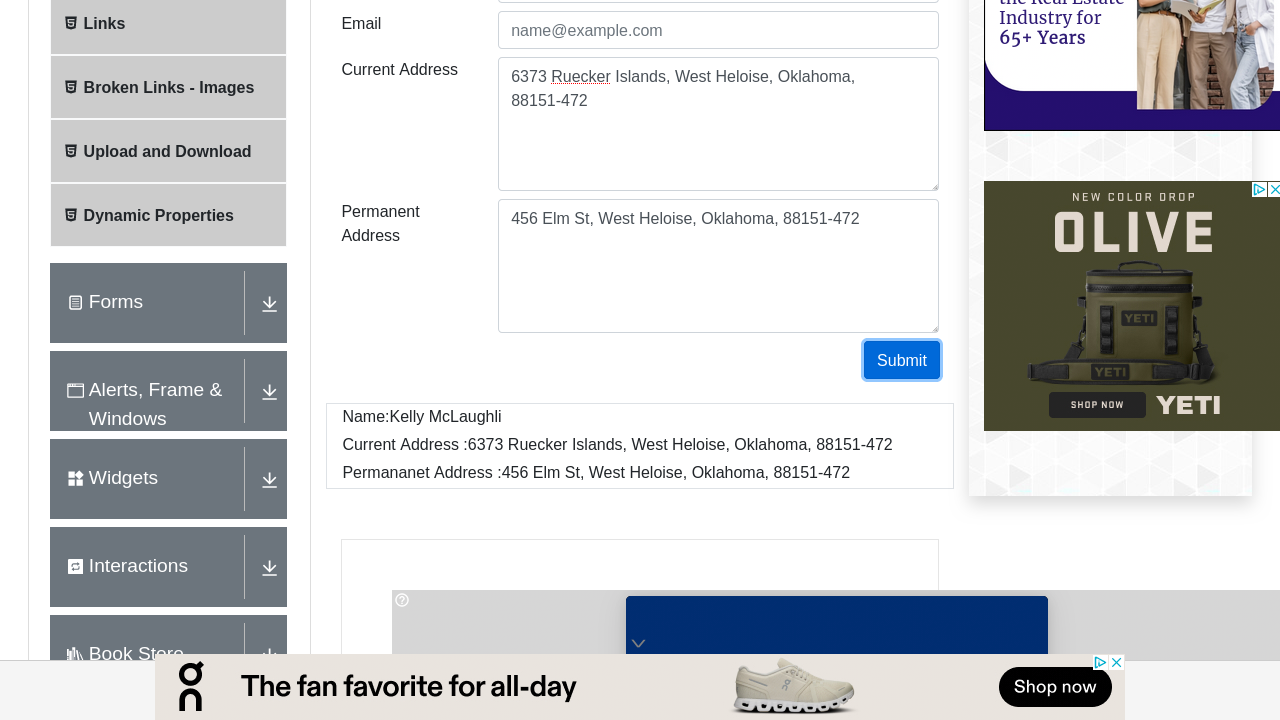 Links
Broken Links - Images
Upload and Download
Dynamic Properties
Forms
Alerts, Frame &
Windows
Widgets
Interactions
Book Store
Email
name@example.com
Current Address
6373 Ruecker Islands, West Heloise, Oklahoma,
88151-472
Permanent
Address
456 Elm St, West Heloise, Oklahoma, 88151-472
Submit
Name:Kelly McLaughli
Current Address :6373 Ruecker Islands, West Heloise, Oklahoma, 88151-472
Permananet Address :456 Elm St, West Heloise, Oklahoma, 88151-472
the Real Estate
Industry for
65+ Years
NEW COLOR DROP
OLIVE
YETI
YETI
SHOP NOW
YETI
on
The fan favorite for all-day
Shop now